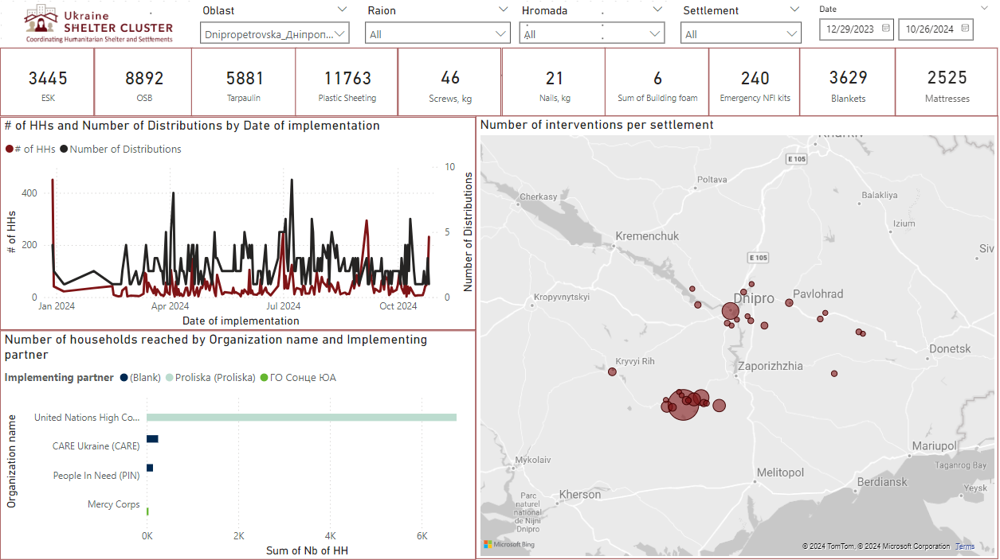 Ukraine
SHELTER CLUSTER
Coordinating Humanitarian Shelter and Settlements
Oblast
Dnipropetrovska_Дніпроп...
Raion
All
Hromada
All
Settlement
All
Date
12/29/2023
10/26/2024
3445
ESK
8892
OSB
5881
Tarpaulin
11763
Plastic Sheeting
46
Screws, kg
21
Nails, kg
6
Sum of Building foam
240
Emergency NFI kits
3629
Blankets
2525
Mattresses
# of HHs and Number of Distributions by Date of implementation
# of HHs
Number of Distributions
# of HHs
400
200
0
10
5
0
Number of Distributions
Jan 2024
Apr 2024
Jul 2024
Oct 2024
Date of implementation
Number of households reached by Organization name and Implementing
partner
Implementing partner
(Blank)
Proliska (Proliska)
ГО Сонце ЮА
Organization name
United Nations High Co...
CARE Ukraine (CARE)
People In Need (PIN)
Mercy Corps
0K
2K
4K
6K
Sum of Nb of HH
Number of interventions per settlement
E 105
Poltava
Cherkasy
Balakliya
Izium
Kremenchuk
E 105
Kropyvnytskyi
Dnipro
Pavlohrad
Donetsk
Kryvyi Rih
Zaporizhzhia
Mariupol
Mykolaiv
Taganrog Bay
Melitopol
Berdiansk
Yeysk
Kherson
Parc
naturel
national
de Nijni
Dnipro
Microsoft Bing
© 2024 TomTom, © 2024 Microsoft Corporation Terms